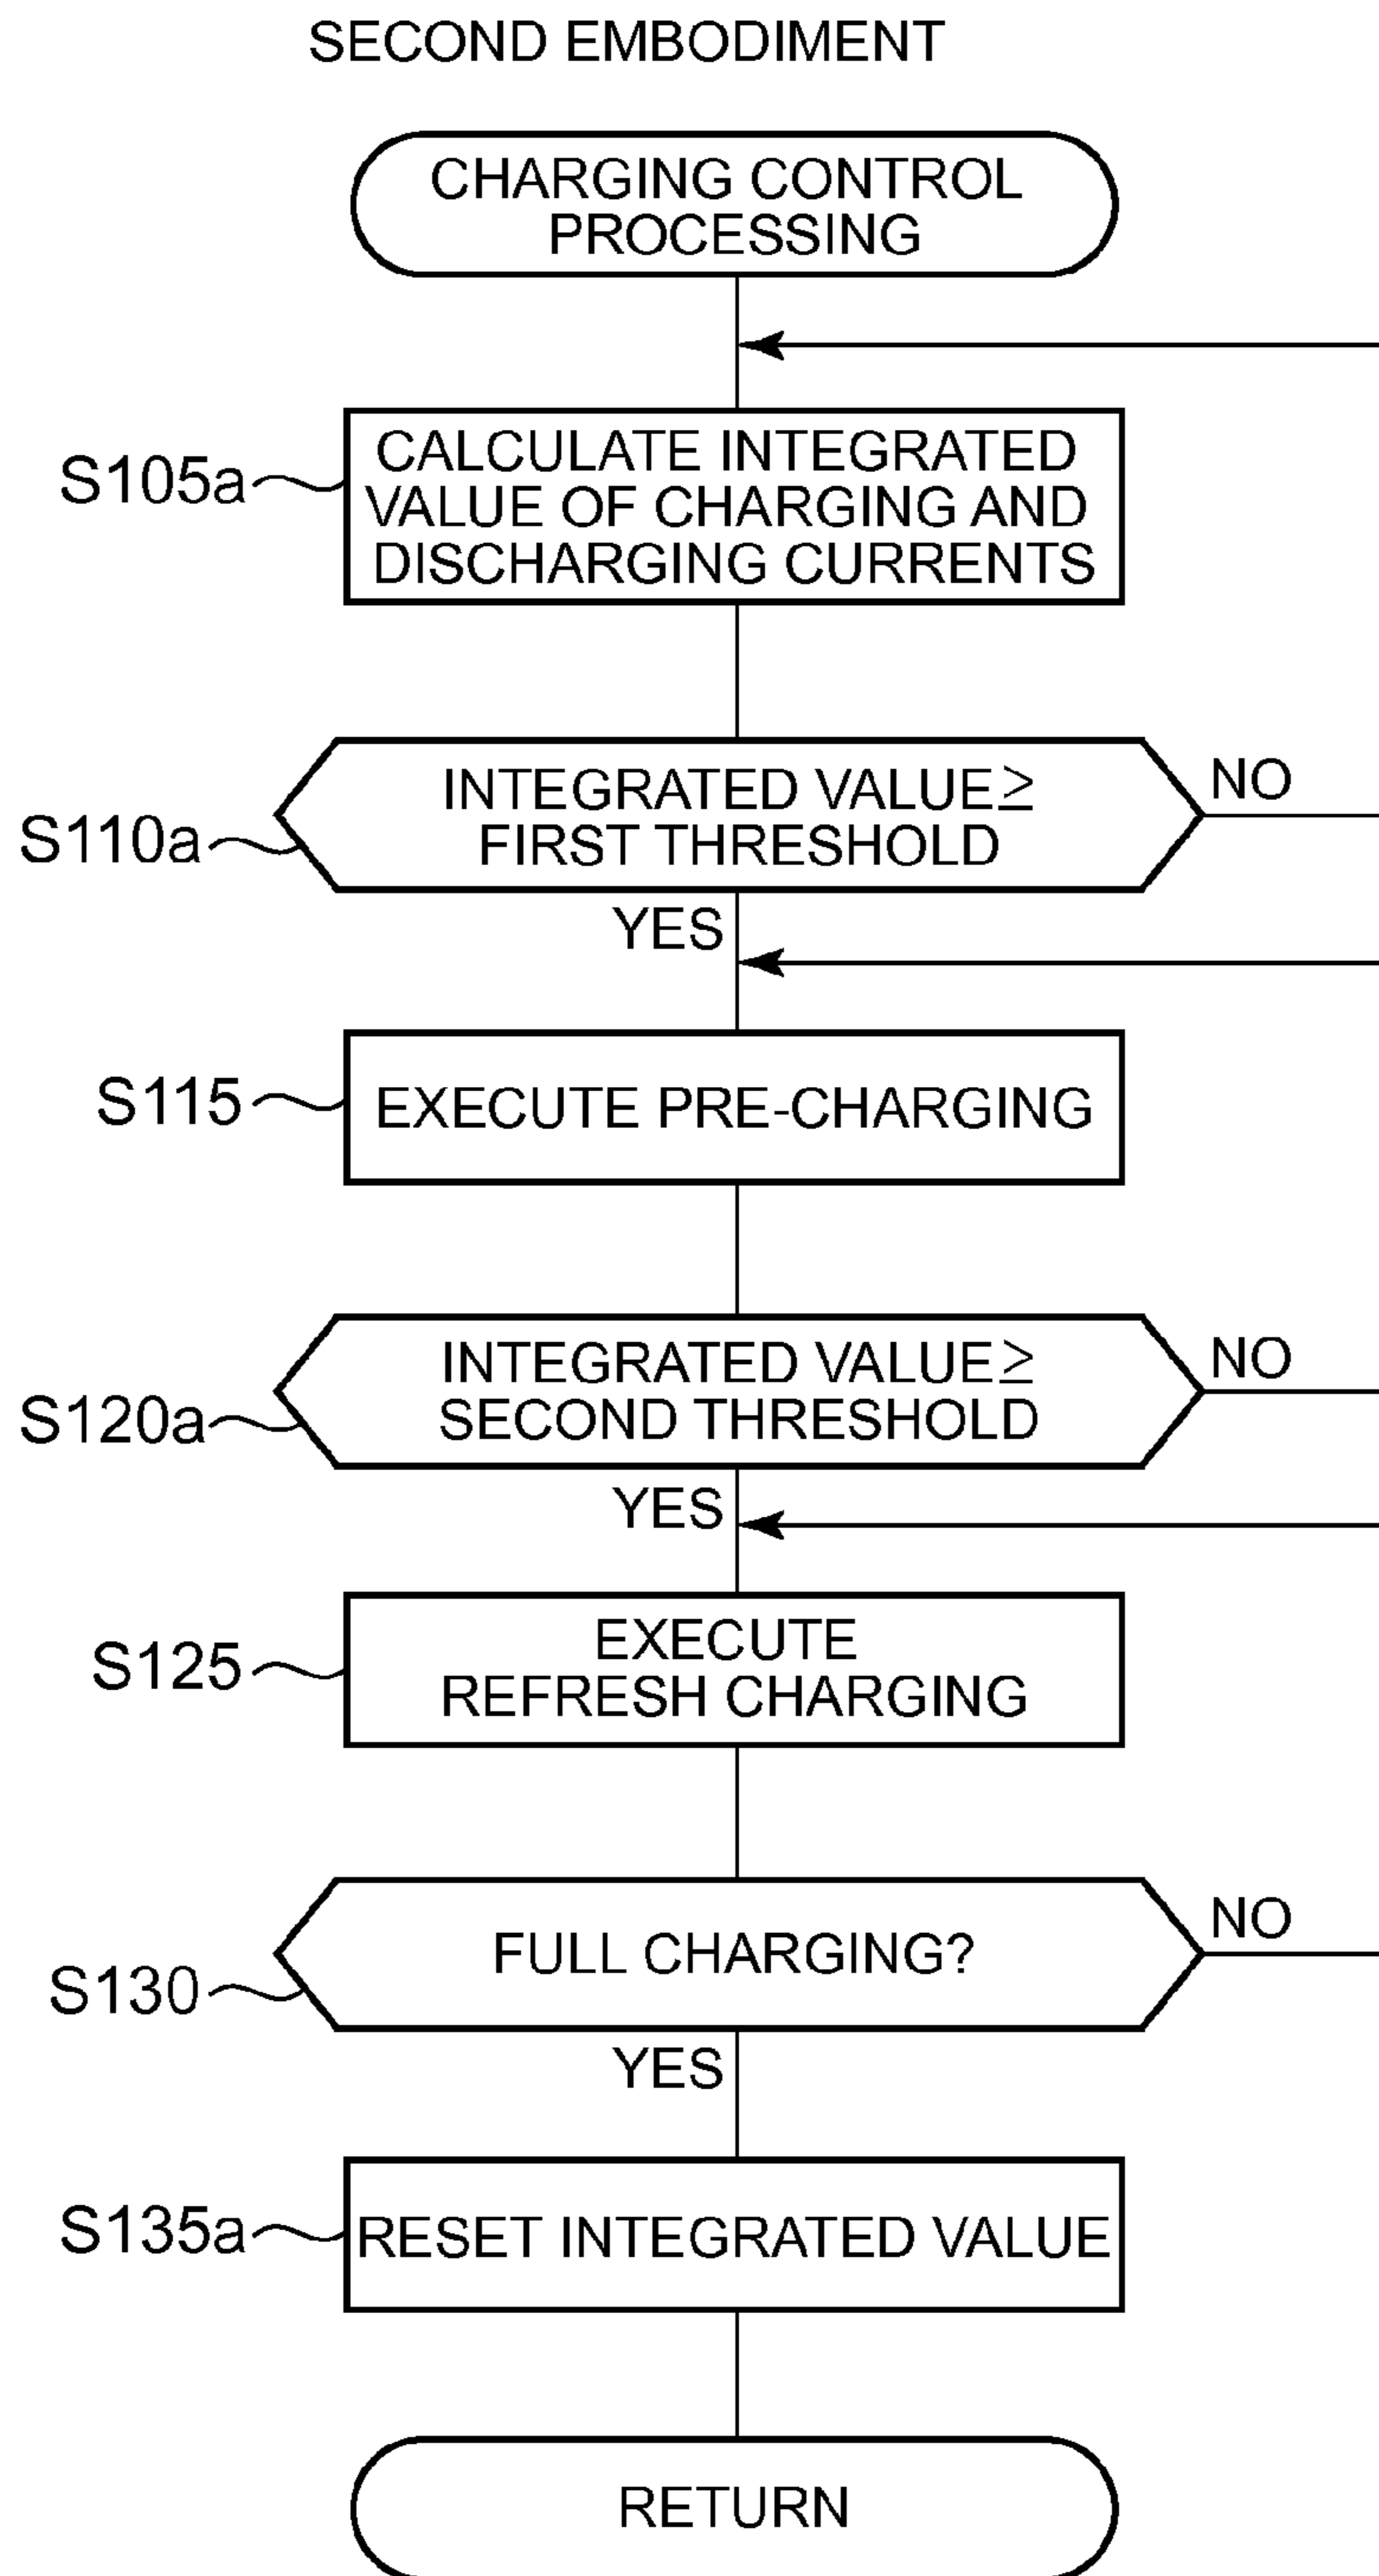 SECOND EMBODIMENT
CHARGING CONTROL
PROCESSING
S105a
CALCULATE INTEGRATED
VALUE OF CHARGING AND
DISCHARGING CURRENTS
S110a
INTEGRATED VALUE ≥
FIRST THRESHOLD
NO
YES
S115
EXECUTE PRE-CHARGING
S120a
INTEGRATED VALUE ≥
SECOND THRESHOLD
NO
YES
S125
EXECUTE
REFRESH CHARGING
S130
FULL CHARGING?
NO
YES
S135a
RESET INTEGRATED VALUE
RETURN